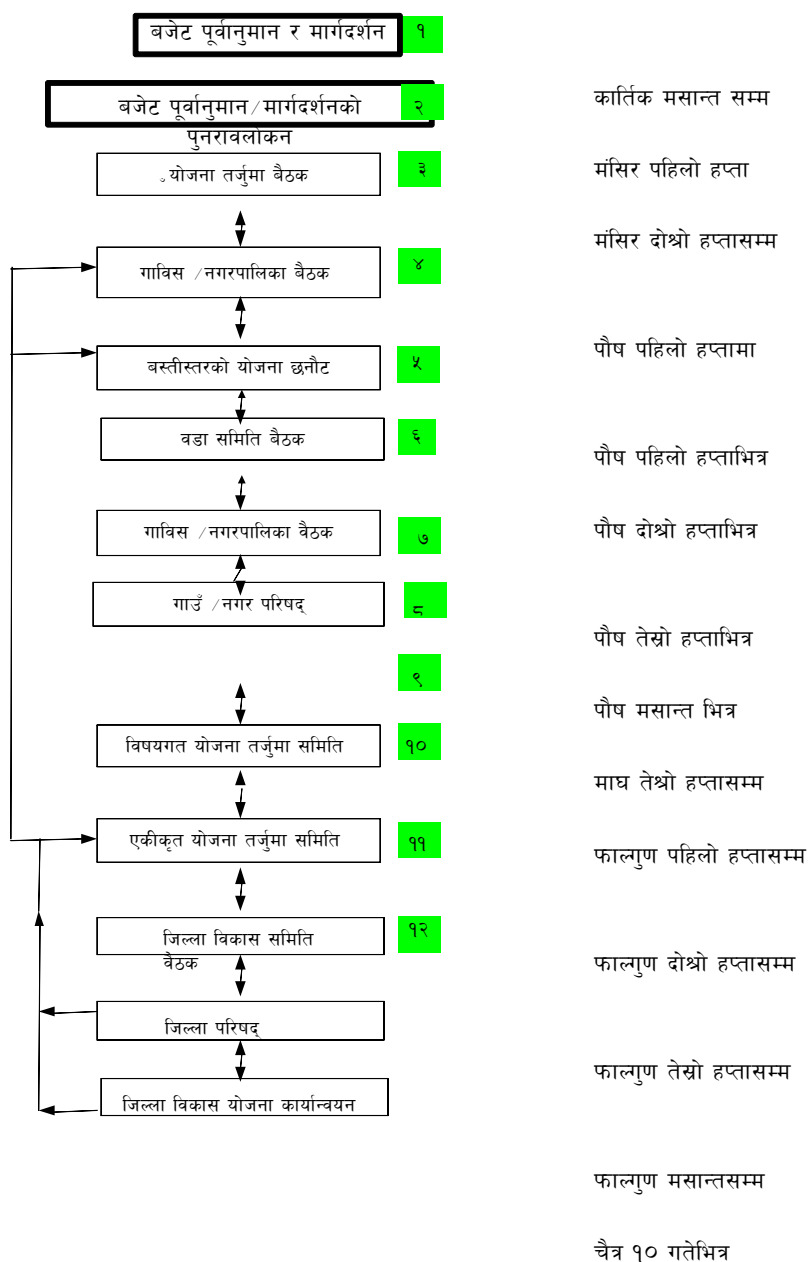 बजेट पूर्वानुमान र मार्गदर्शन १
बजेट पूर्वानुमान/मार्गदर्शनको २
पुनरावलोकन
कार्तिक मसान्त सम्म
योजना तर्जुमा बैठक ३
मंसिर पहिलो हप्ता
मंसिर दोश्रो हप्तासम्म
गाविस /नगरपालिका बैठक ४
पौष पहिलो हप्तामा
बस्तीस्तरको योजना छनौट ५
वडा समिति बैठक ६
पौष पहिलो हप्ताभित्र
गाविस /नगरपालिका वैठक ७
पौष दोश्रो हप्ताभित्र
गाउँ /नगर परिषद् ८
पौष तेस्रो हप्ताभित्र
९
पौष मसान्त भित्र
विषयगत योजना तर्जुमा समिति १०
माघ तेश्रो हप्तासम्म
एकीकृत योजना तर्जुमा समिति ११
फाल्गुण पहिलो हप्तासम्म
जिल्ला विकास समिति १२
वैठक
फाल्गुण दोश्रो हप्तासम्म
जिल्ला परिषद्
फाल्गुण तेस्रो हप्तासम्म
जिल्ला विकास योजना कार्यान्वयन
फाल्गुण मसान्तसम्म
चैत्र १० गतेभित्र